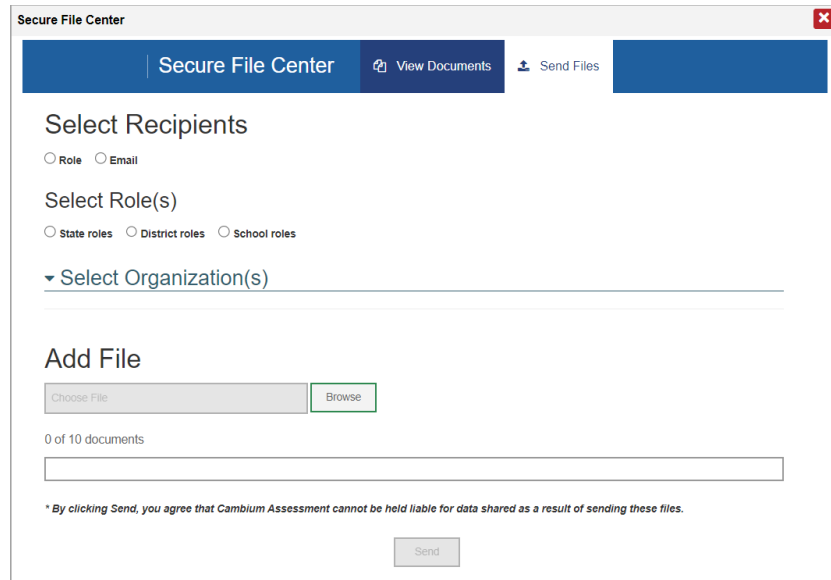 Secure File Center
Secure File Center View Documents Send Files
Select Recipients
Role Email
Select Role(s)
State roles District roles School roles
Select Organization(s)
Add File
Choose File Browse
0 of 10 documents
* By clicking Send, you agree that Cambium Assessment cannot be held liable for data shared as a result of sending these files.
Send